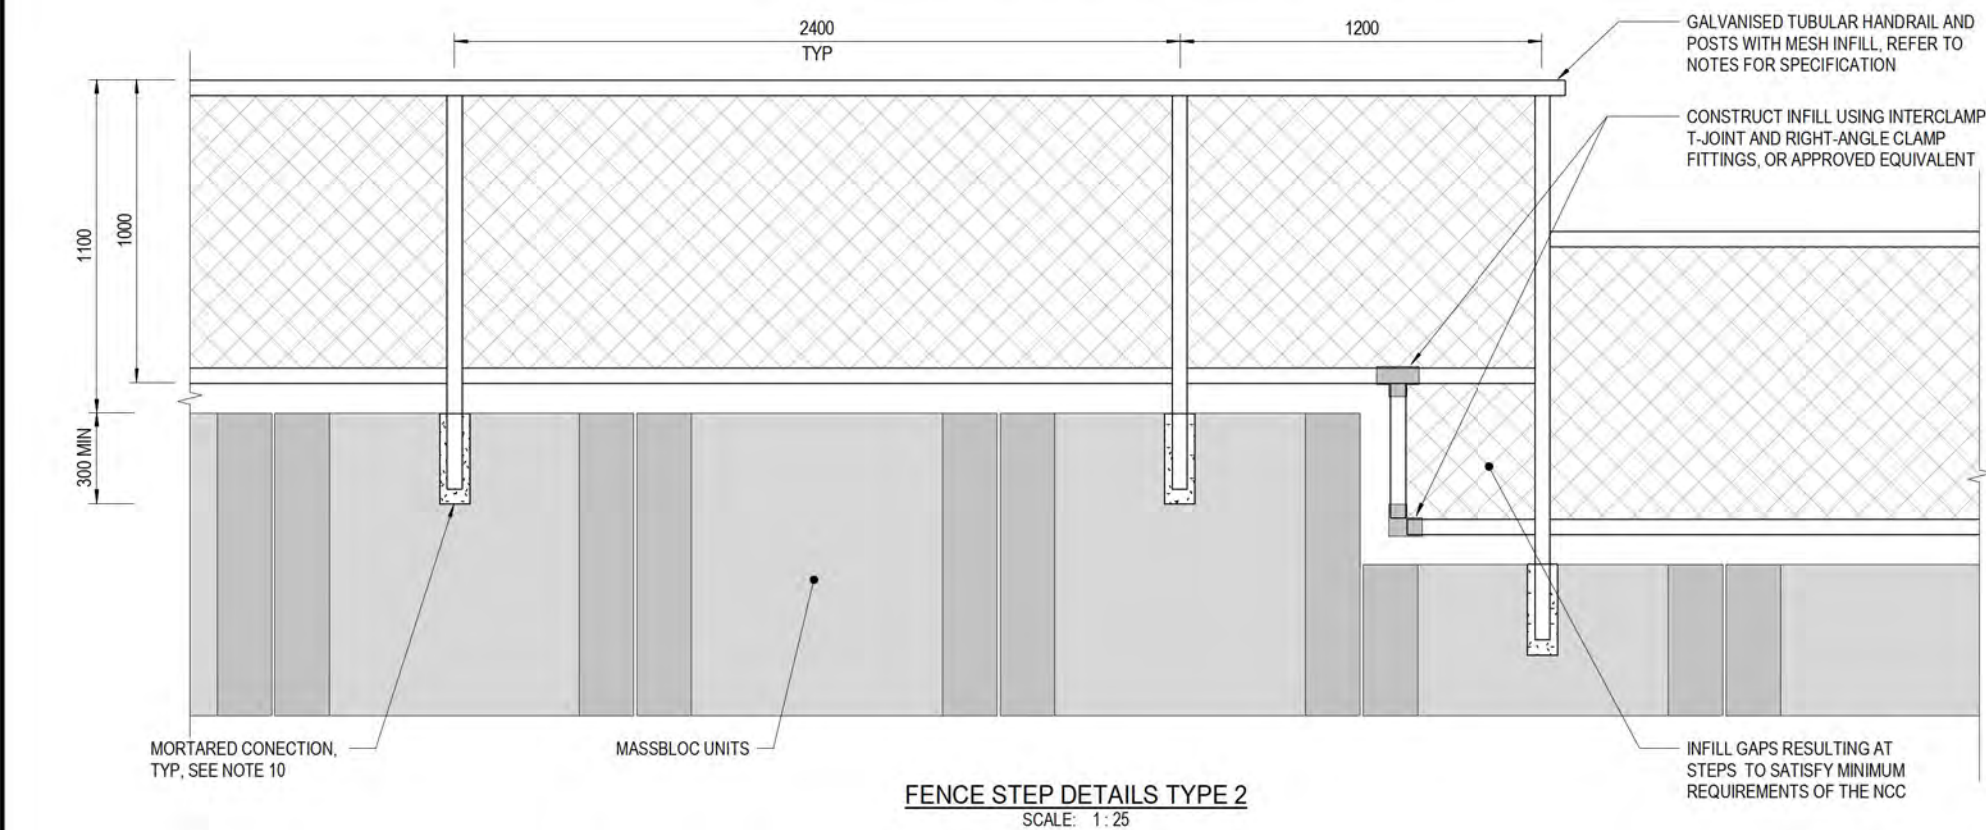 2400
TYP
1200
GALVANISED TUBULAR HANDRAIL AND
POSTS WITH MESH INFILL, REFER TO
NOTES FOR SPECIFICATION
CONSTRUCT INFILL USING INTERCLAMP
T-JOINT AND RIGHT-ANGLE CLAMP
FITTINGS, OR APPROVED EQUIVALENT
1100
1000
300 MIN
MORTARED CONECTION,
TYP, SEE NOTE 10
MASSBLOC UNITS
INFILL GAPS RESULTING AT
STEPS TO SATISFY MINIMUM
REQUIREMENTS OF THE NCC
FENCE STEP DETAILS TYPE 2
SCALE: 1 : 25